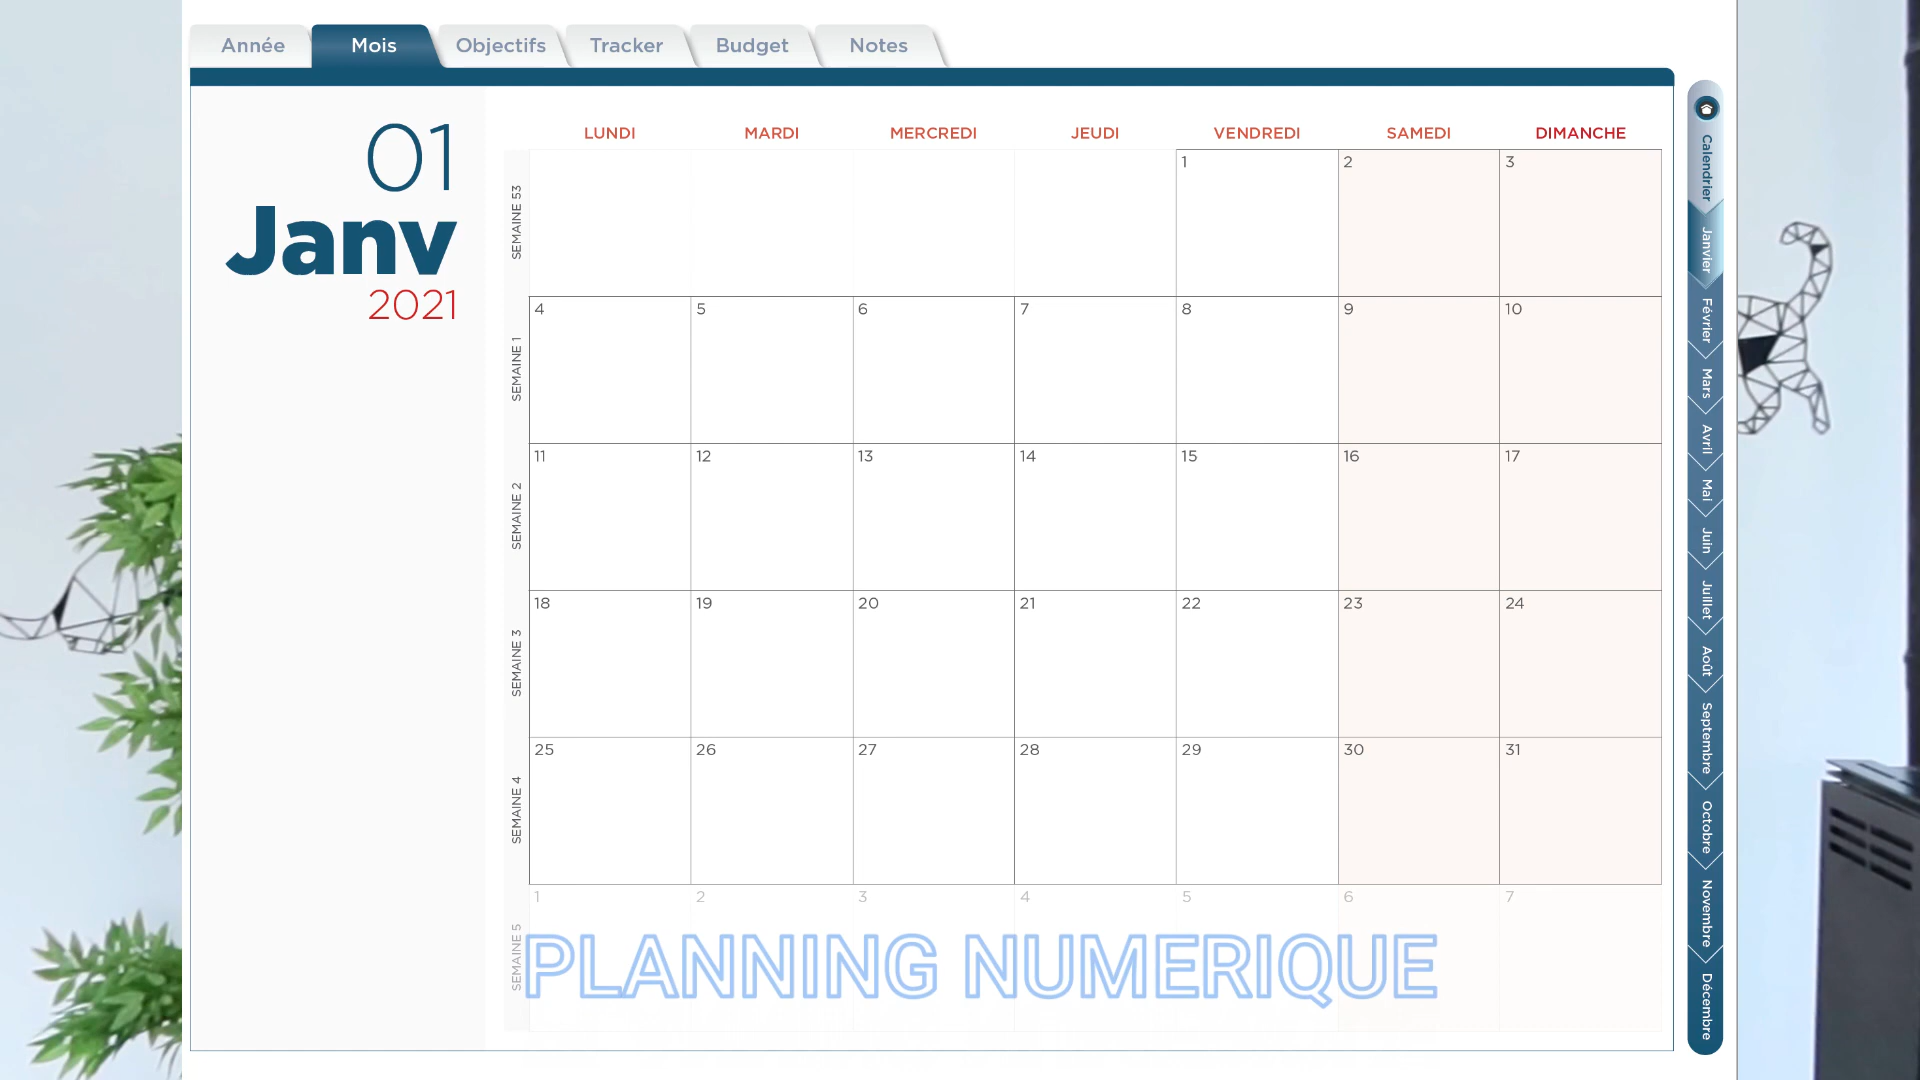 Année Mois Objectifs Tracker Budget Notes
01
Janv
2021
LUNDI MARDI MERCREDI JEUDI VENDREDI SAMEDI DIMANCHE
SEMAINE 53
1 2 3
SEMAINE 1
4 5 6 7 8 9 10
SEMAINE 2
11 12 13 14 15 16 17
SEMAINE 3
18 19 20 21 22 23 24
SEMAINE 4
25 26 27 28 29 30 31
SEMAINE 5
1 2 3 4 5 6 7
PLANNING NUMERIQUE
Calendrier
Janvier
Février
Mars
Avril
Mai
Juin
Juillet
Août
Septembre
Octobre
Novembre
Décembre